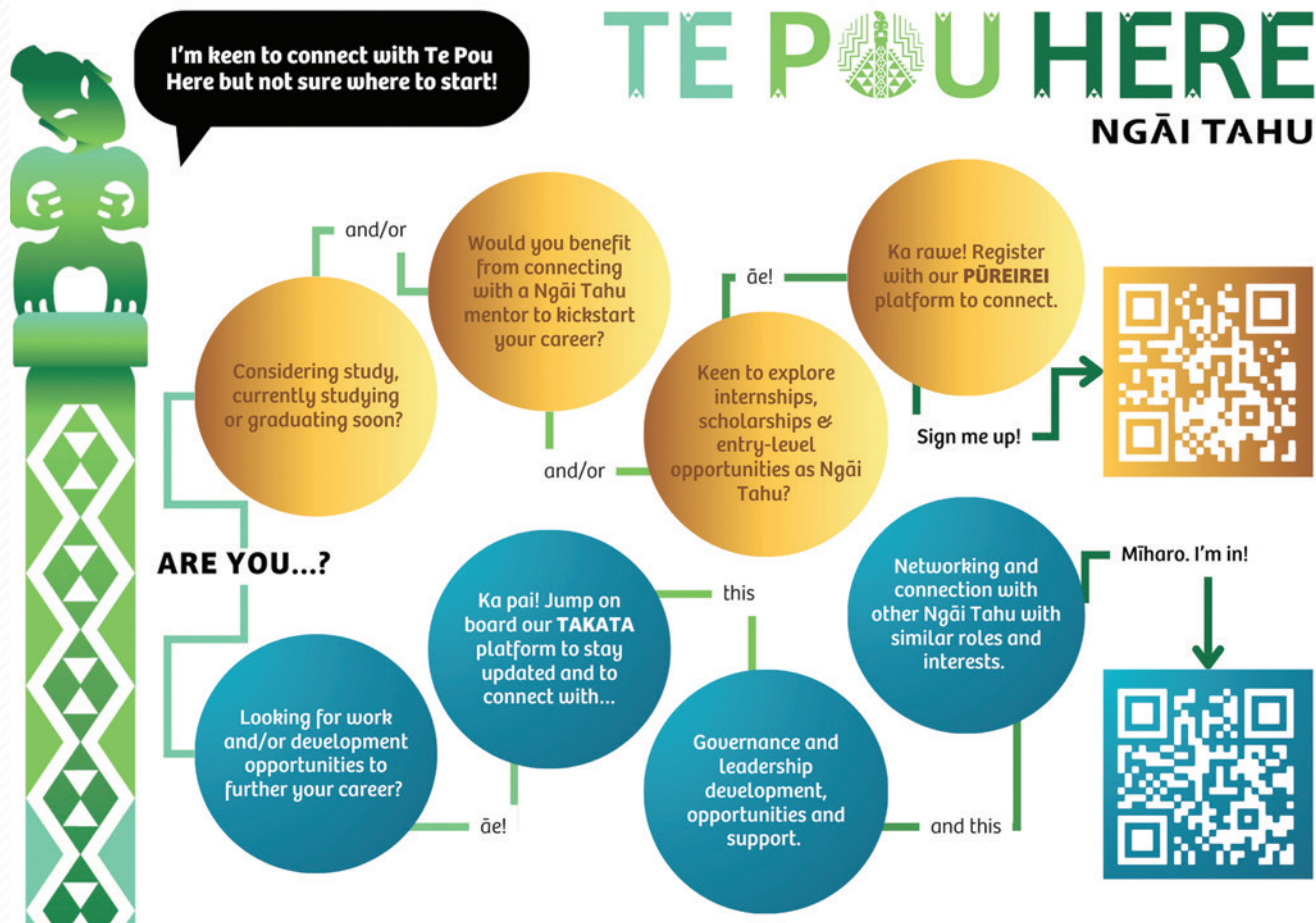 I'm keen to connect with Te Pou
Here but not sure where to start!
TE POU HERE
NGĀI TAHU
ARE YOU...?
Considering study,
currently studying
or graduating soon?
and/or
Would you benefit
from connecting
with a Ngāi Tahu
mentor to kickstart
your career?
and/or
Keen to explore
internships,
scholarships &
entry-level
opportunities as Ngāi
Tahu?
āe!
Ka rawe! Register
with our PŪREIREI
platform to connect.
Sign me up!
Looking for work
and/or development
opportunities to
further your career?
āe!
Ka pai! Jump on
board our TAKATA
platform to stay
updated and to
connect with...
this
Governance and
leadership
development,
opportunities and
support.
and this
Networking and
connection with
other Ngāi Tahu with
similar roles and
interests.
Mīharo. I'm in!